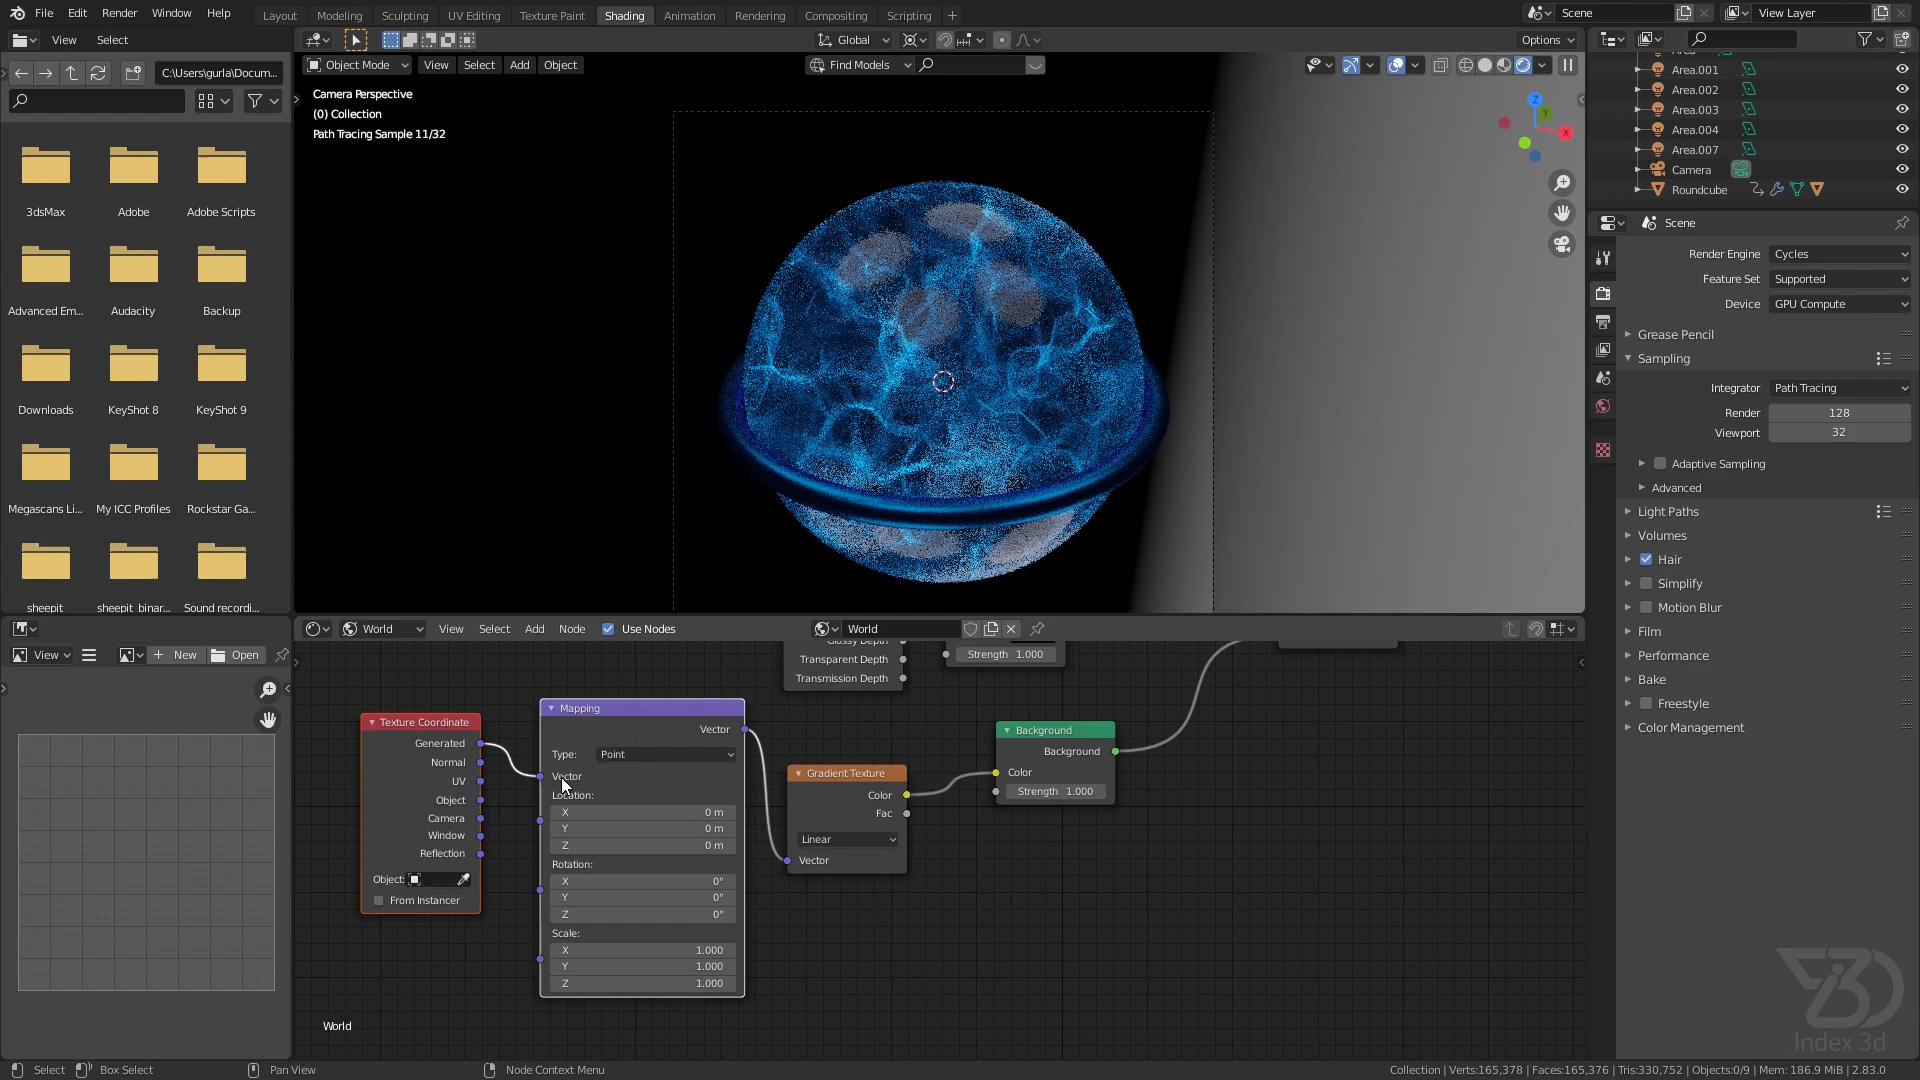 File Edit Render Window Help Layout Modeling Sculpting UV Editing Texture Paint Shading Animation Rendering Compositing Scripting + Scene View Layer
View Select Global Options
C:\Users\gurla\Docum... Object Mode View Select Add Object Find Models
Camera Perspective
(0) Collection
Path Tracing Sample 11/32
Z
Y
X
3dsMax Adobe Adobe Scripts
Advanced Em... Audacity Backup
Downloads KeyShot 8 KeyShot 9
Megascans Li... My ICC Profiles Rockstar Ga...
sheepit sheepit_binar... Sound recordi...
Area.001
Area.002
Area.003
Area.004
Area.007
Camera
Roundcube
Scene
Render Engine Cycles
Feature Set Supported
Device GPU Compute
Grease Pencil
Sampling
Integrator Path Tracing
Render 128
Viewport 32
Adaptive Sampling
Advanced
Light Paths
Volumes
Hair
Simplify
Motion Blur
Film
Performance
Bake
Freestyle
Color Management
World View Select Add Node Use Nodes World
View New Open
Glossy Depth
Transparent Depth
Transmission Depth
Strength 1.000
Texture Coordinate
Generated
Normal
UV
Object
Camera
Window
Reflection
Object:
From Instancer
Mapping
Vector
Type: Point
Vector
Location:
X 0 m
Y 0 m
Z 0 m
Rotation:
X 0°
Y 0°
Z 0°
Scale:
X 1.000
Y 1.000
Z 1.000
Gradient Texture
Color
Fac
Linear
Vector
Background
Background
Color
Strength 1.000
World
Index 3d
Select Box Select Pan View Node Context Menu Collection | Verts:165,378 | Faces:165,376 | Tris:330,752 | Objects:0/9 | Mem: 186.9 MiB | 2.83.0